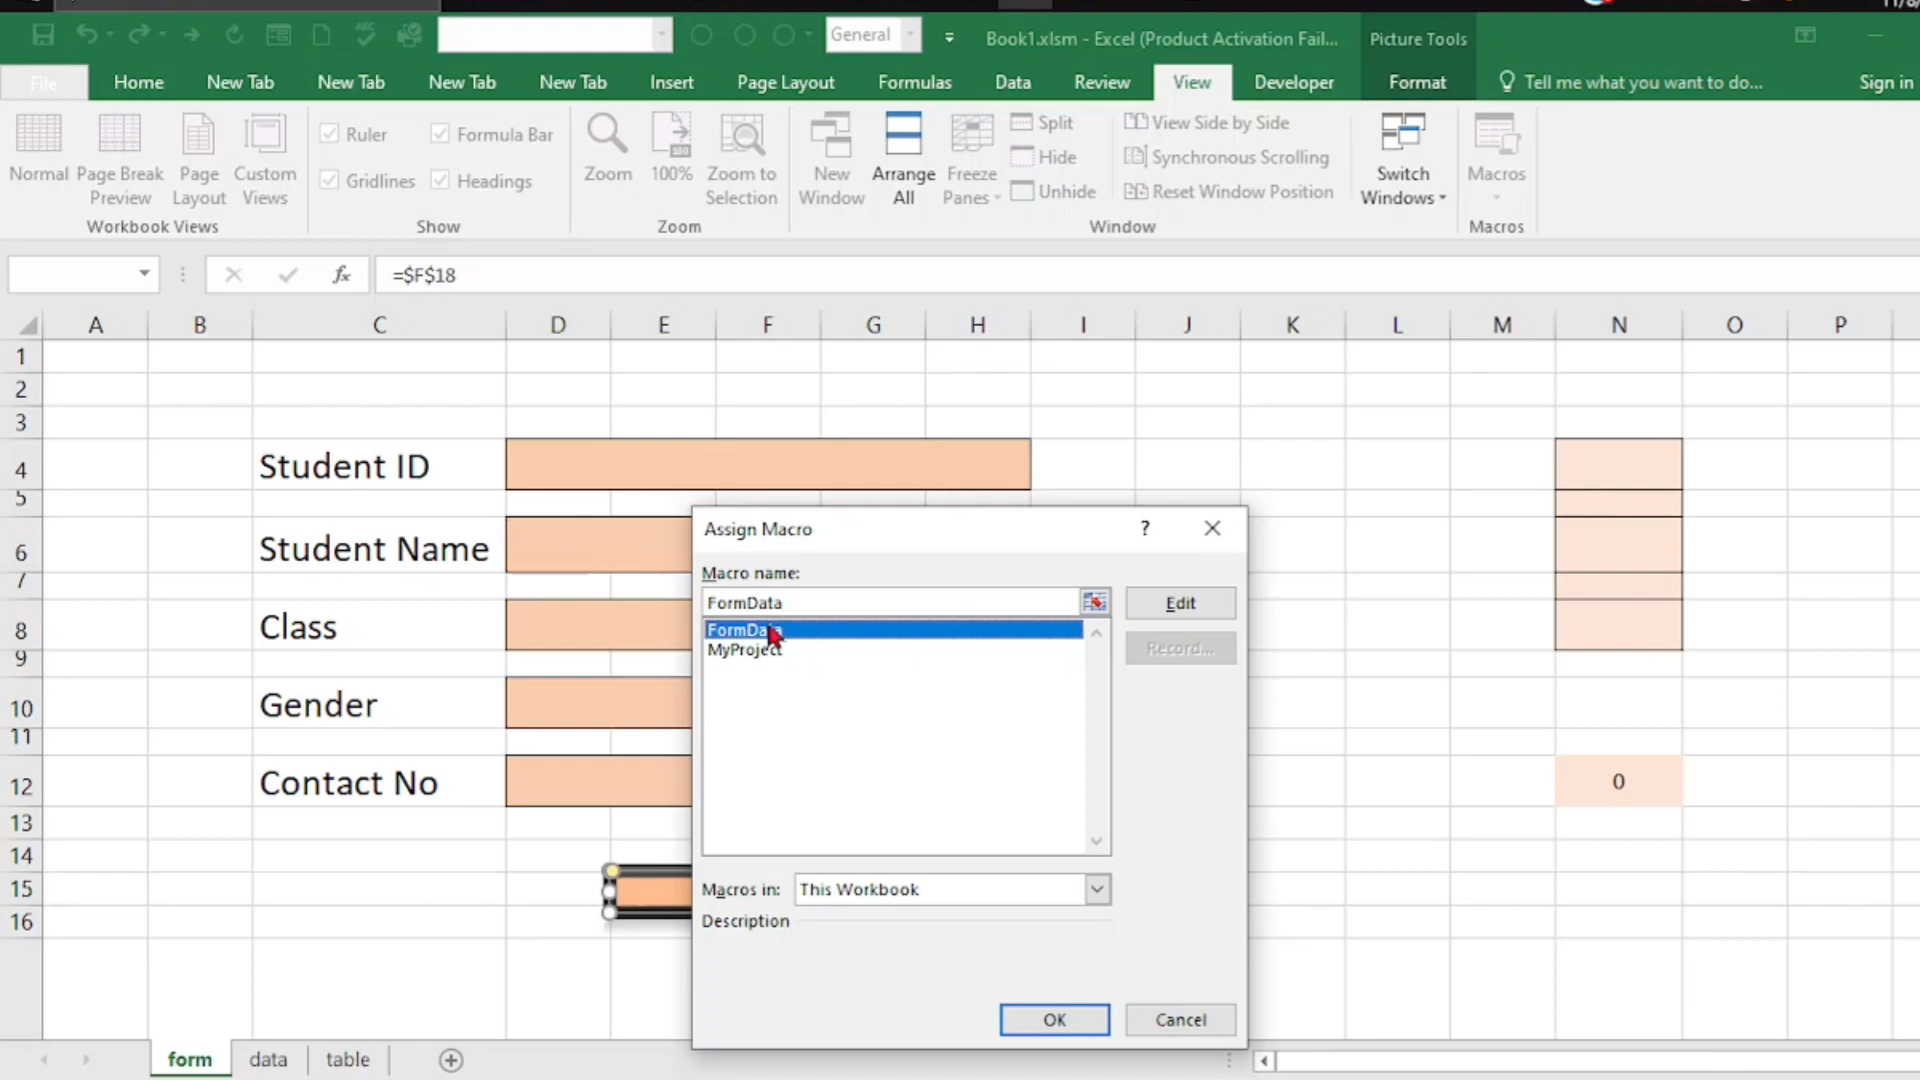 11/8/
General
Book1.xlsm - Excel (Product Activation Fail...
Picture Tools
File
Home
New Tab
New Tab
New Tab
New Tab
Insert
Page Layout
Formulas
Data
Review
View
Developer
Format
Tell me what you want to do...
Sign in
Normal
Page Break
Preview
Page
Layout
Custom
Views
Workbook Views
Ruler
Formula Bar
Gridlines
Headings
Show
Zoom
100%
Zoom to
Selection
Zoom
New
Window
Arrange
All
Freeze
Panes
Split
Hide
Unhide
View Side by Side
Synchronous Scrolling
Reset Window Position
Switch
Windows
Window
Macros
Macros
fx
=$F$18
A B C D E F G H I J K L M N O P
1
2
3
4 Student ID
5
6 Student Name
7
8 Class
9
10 Gender
11
12 Contact No
0
13
14
15
16
Assign Macro
?
Macro name:
FormData
Edit
FormData
MyProject
Record...
Macros in:
This Workbook
Description
OK
Cancel
form
data
table